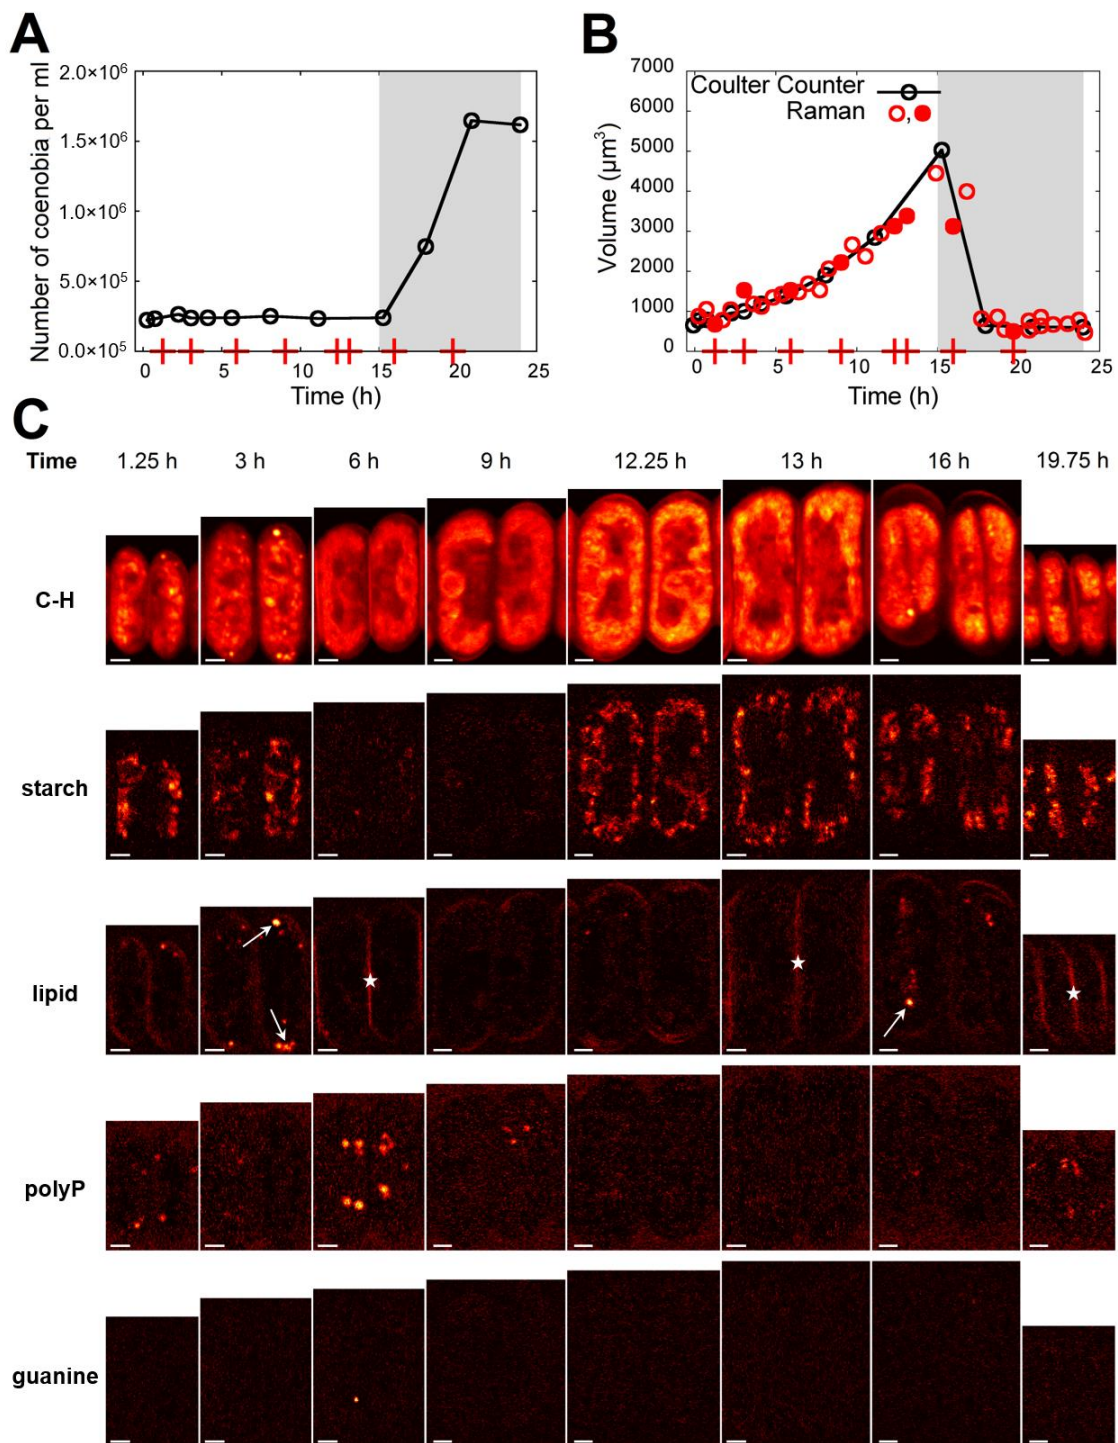 A
Number of coenobia per ml
2.0×10⁶
1.5×10⁶
1.0×10⁶
5.0×10⁵
0.0×10⁵
0 5 10 15 20 25
Time (h)
B
Volume (µm³)
7000
6000
5000
4000
3000
2000
1000
0
Coulter Counter
Raman
,
0 5 10 15 20 25
Time (h)
C
Time 1.25 h 3 h 6 h 9 h 12.25 h 13 h 16 h 19.75 h
C-H
starch
lipid
polyP
guanine